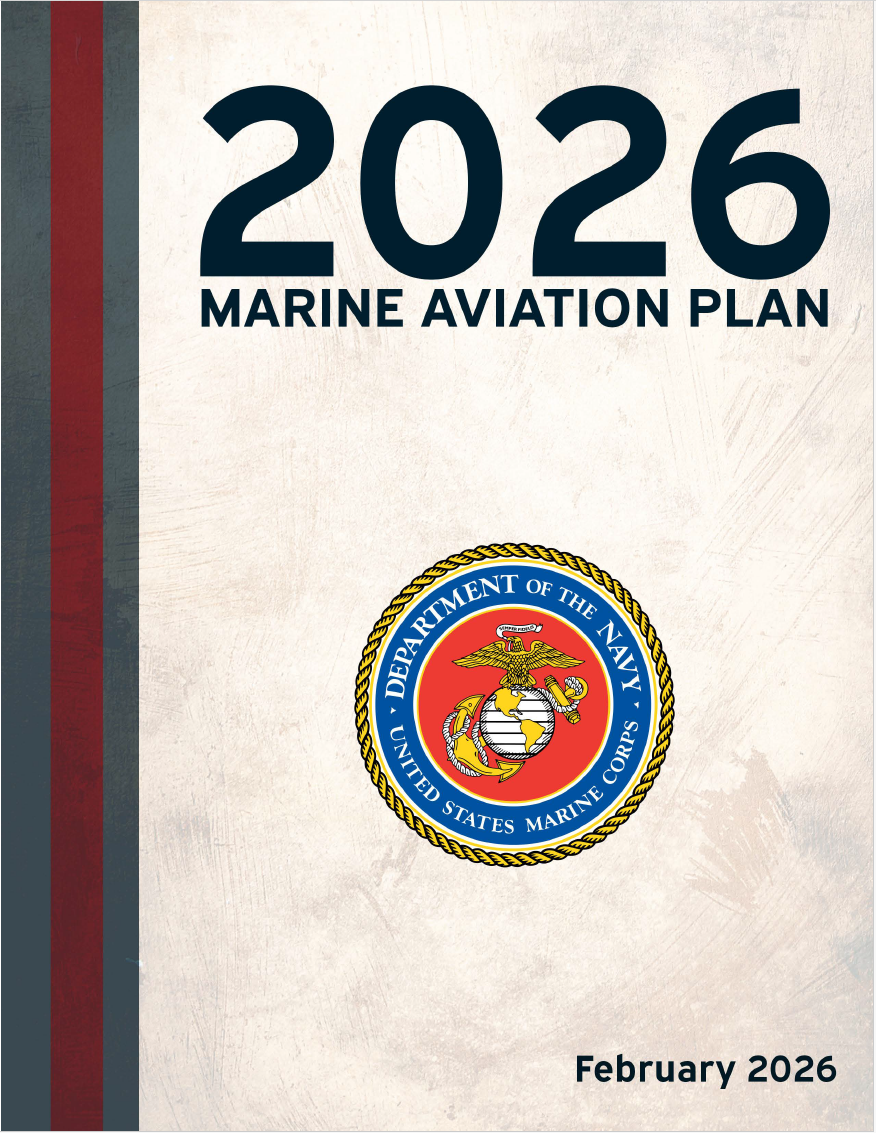 2026
MARINE AVIATION PLAN
DEPARTMENT OF THE NAVY
SEMPER FIDELIS
UNITED STATES MARINE CORPS
February 2026